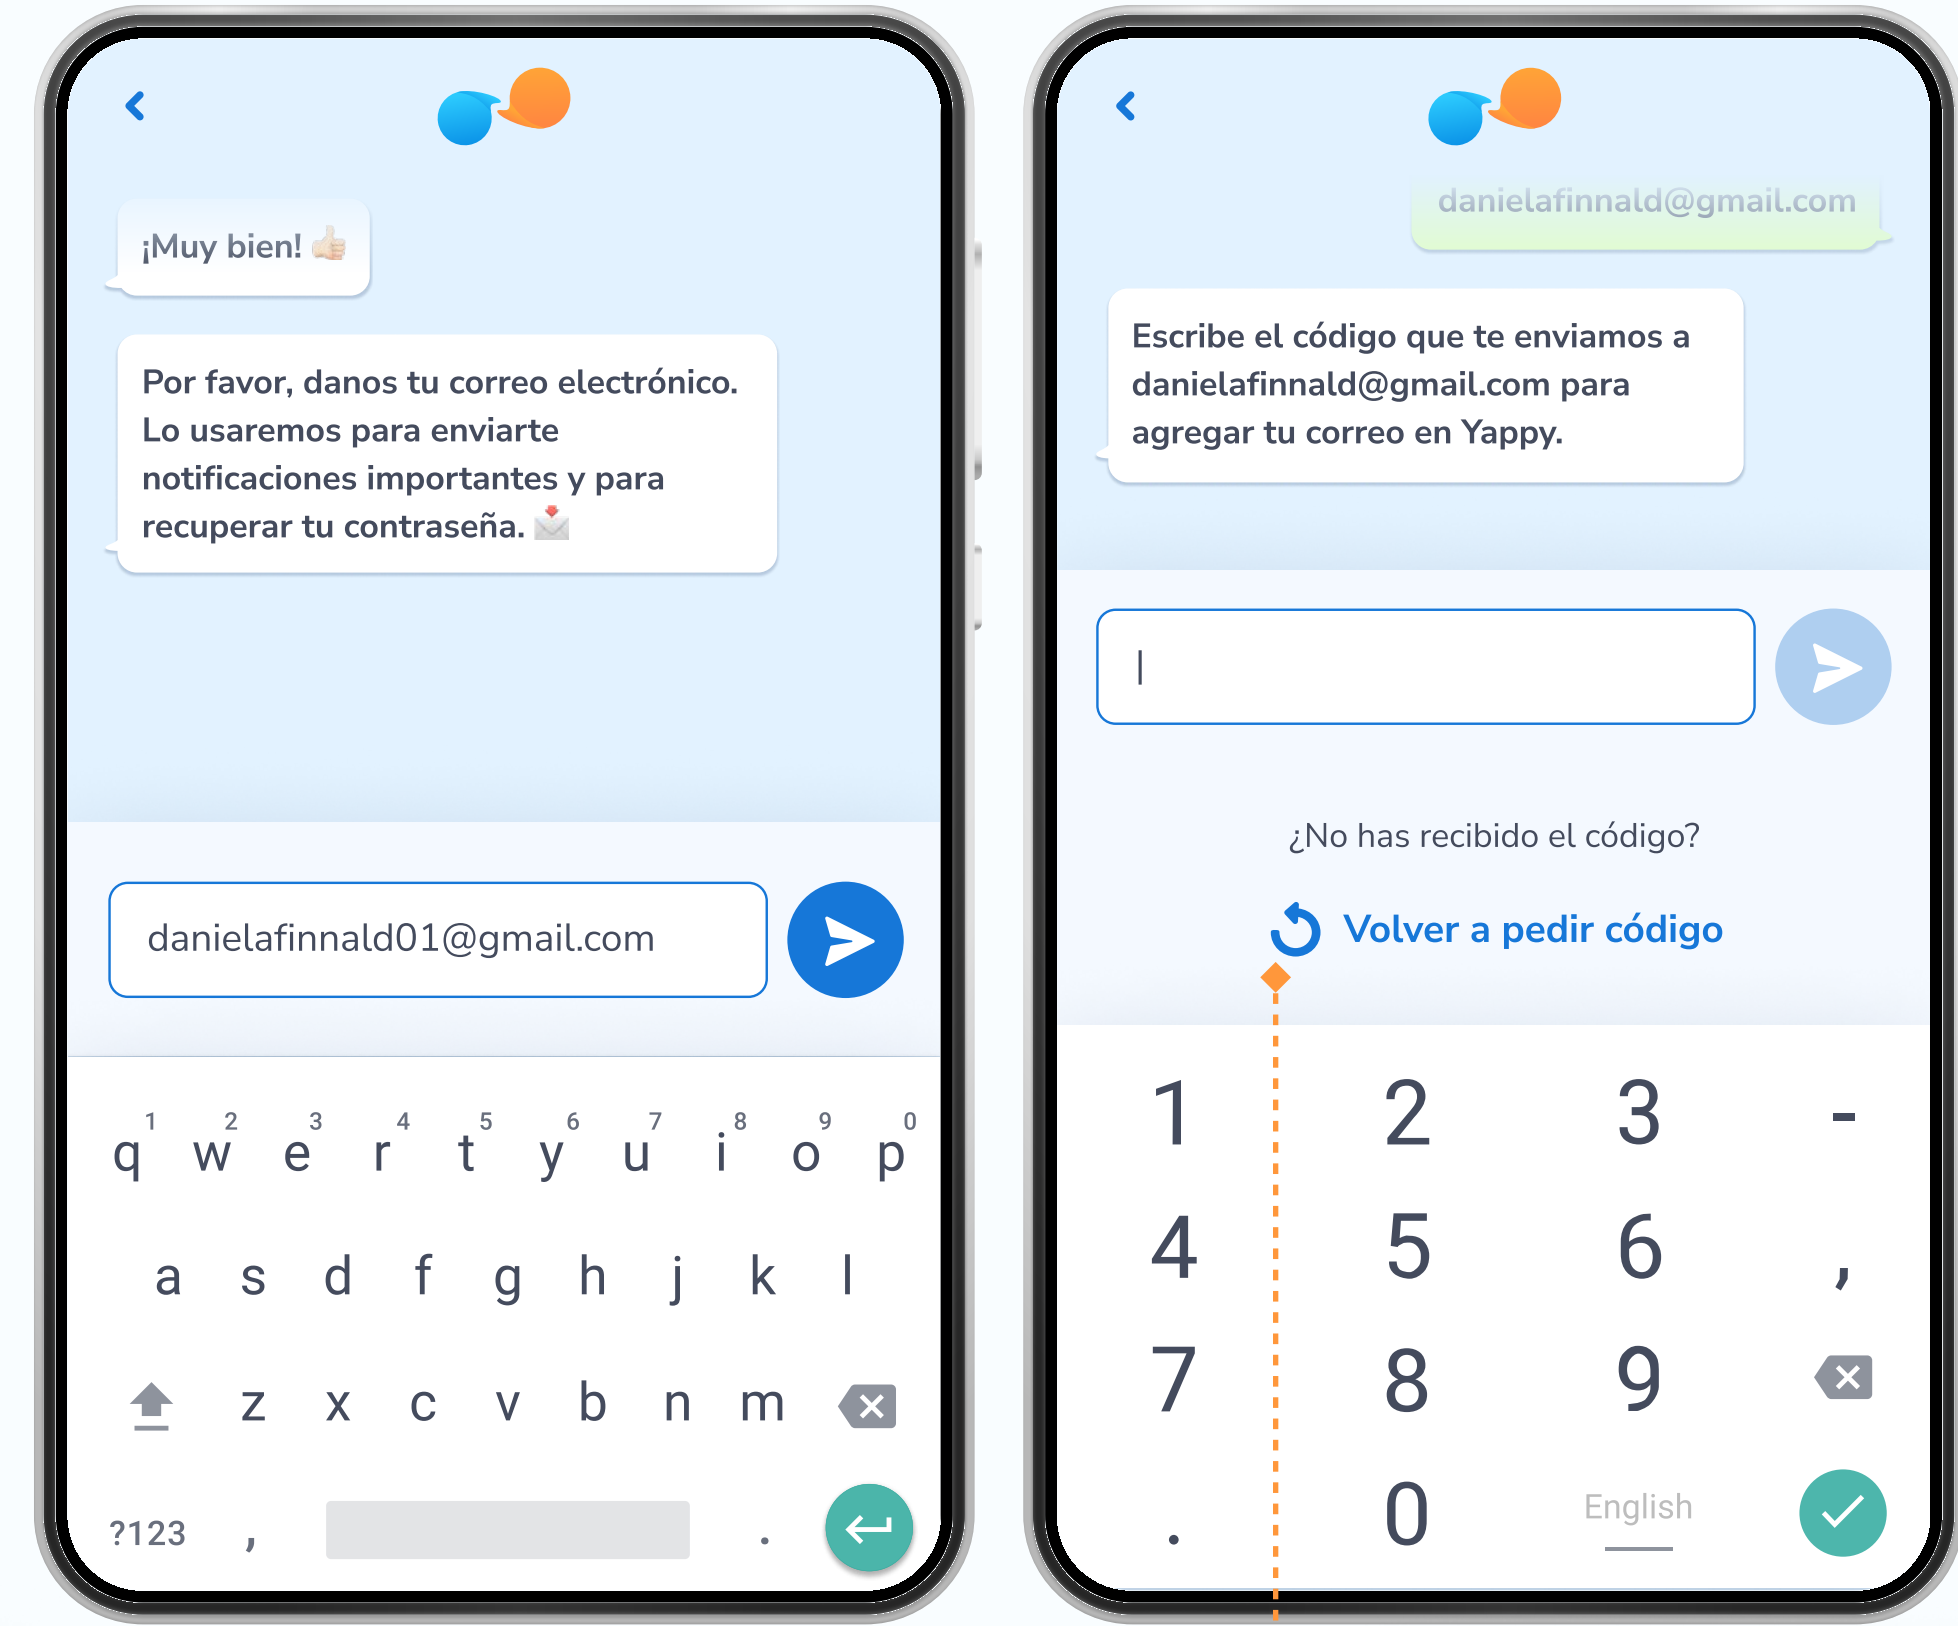 ¡Muy bien! 👍🏻
Por favor, danos tu correo electrónico.
Lo usaremos para enviarte
notificaciones importantes y para
recuperar tu contraseña. 📩
danielafinnald01@gmail.com
1 2 3 4 5 6 7 8 9 0
q w e r t y u i o p
a s d f g h j k l
z x c v b n m
?123 , .
danielafinnald@gmail.com
Escribe el código que te enviamos a
danielafinnald@gmail.com para
agregar tu correo en Yappy.
¿No has recibido el código?
Volver a pedir código
1 2 3 -
4 5 6 ,
7 8 9
. 0 English